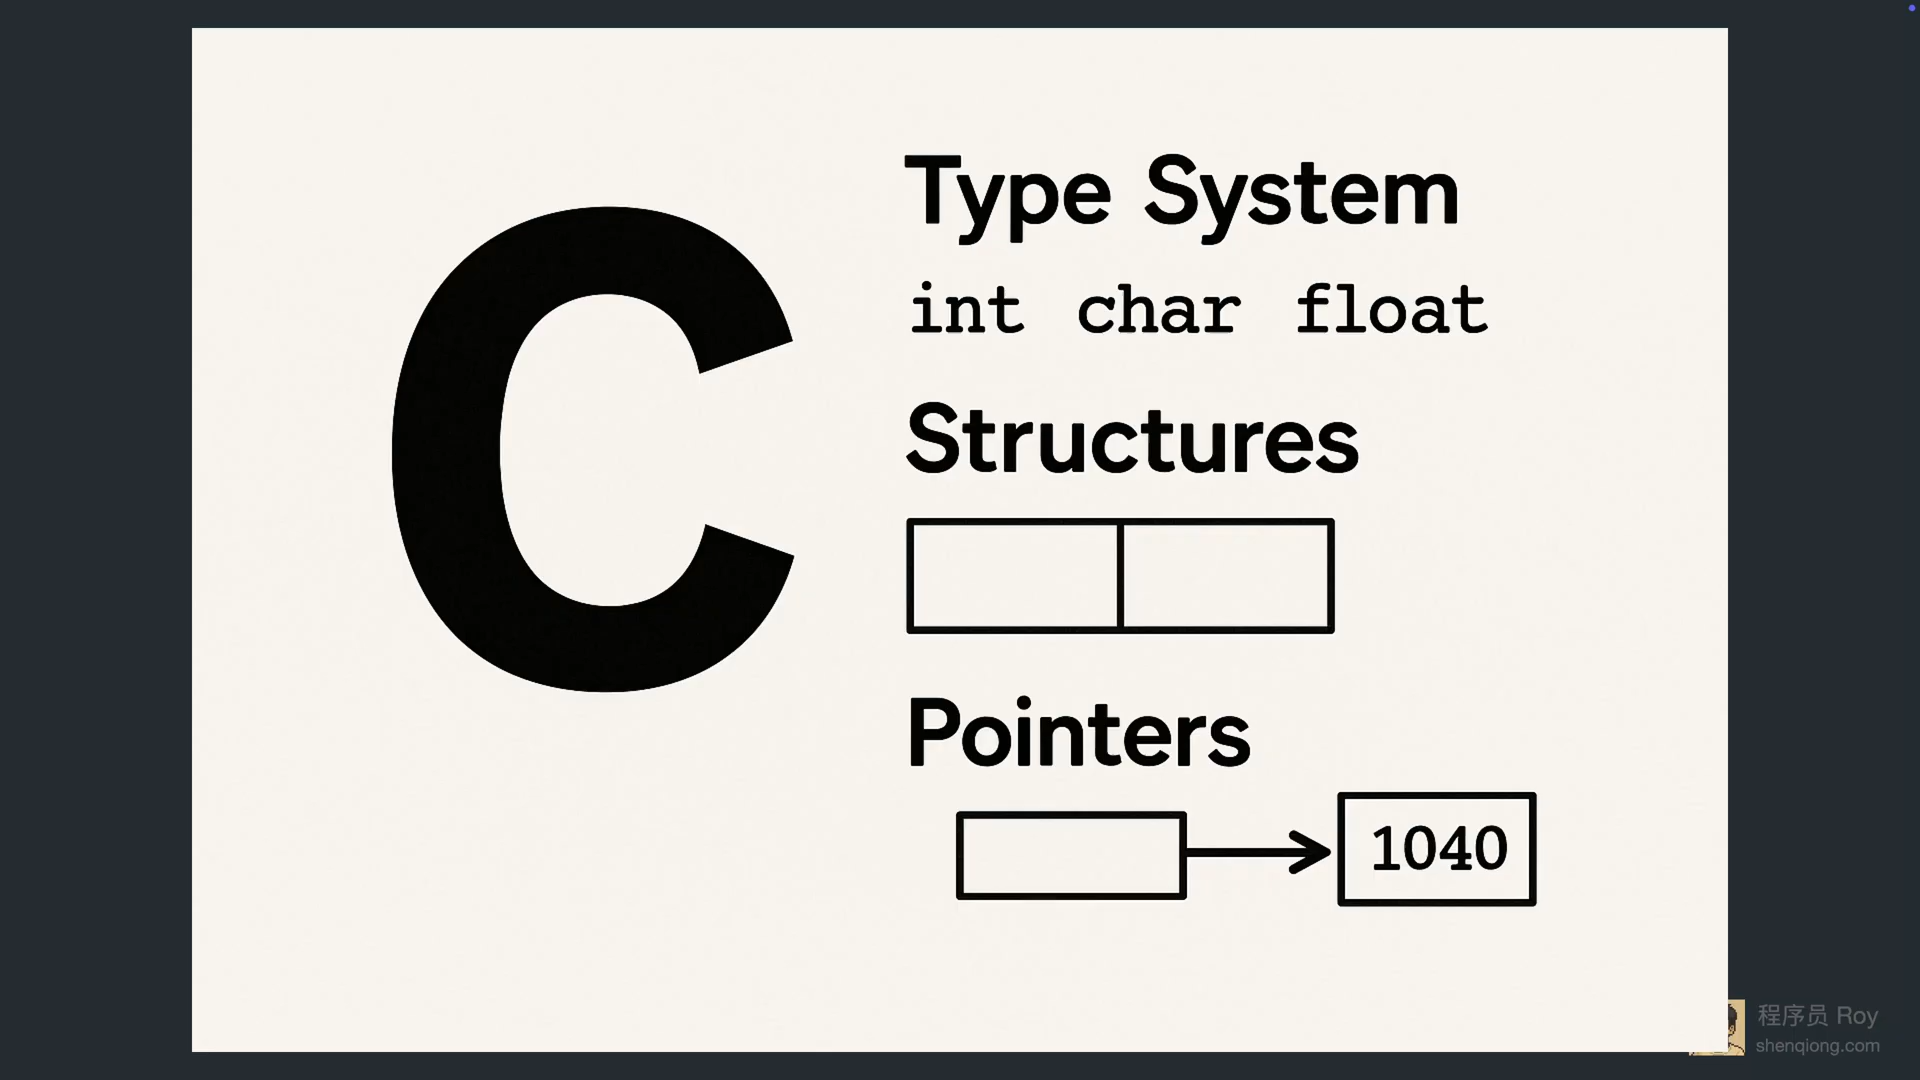 C
Type System
int char float
Structures
Pointers
1040
程序员 Roy
shenqiong.com